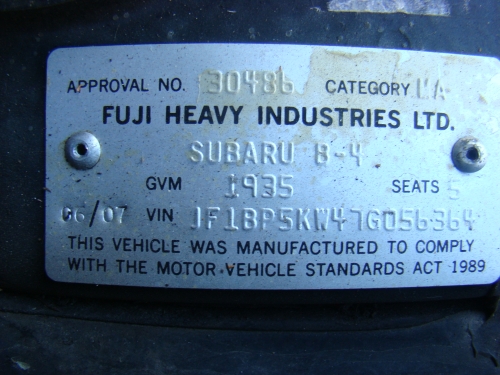 APPROVAL NO. 30486 CATEGORY MA
FUJI HEAVY INDUSTRIES LTD.
SUBARU B-4
GVM 1935 SEATS 5
06/07 VIN JF1BP5KW47G056364
THIS VEHICLE WAS MANUFACTURED TO COMPLY
WITH THE MOTOR VEHICLE STANDARDS ACT 1989